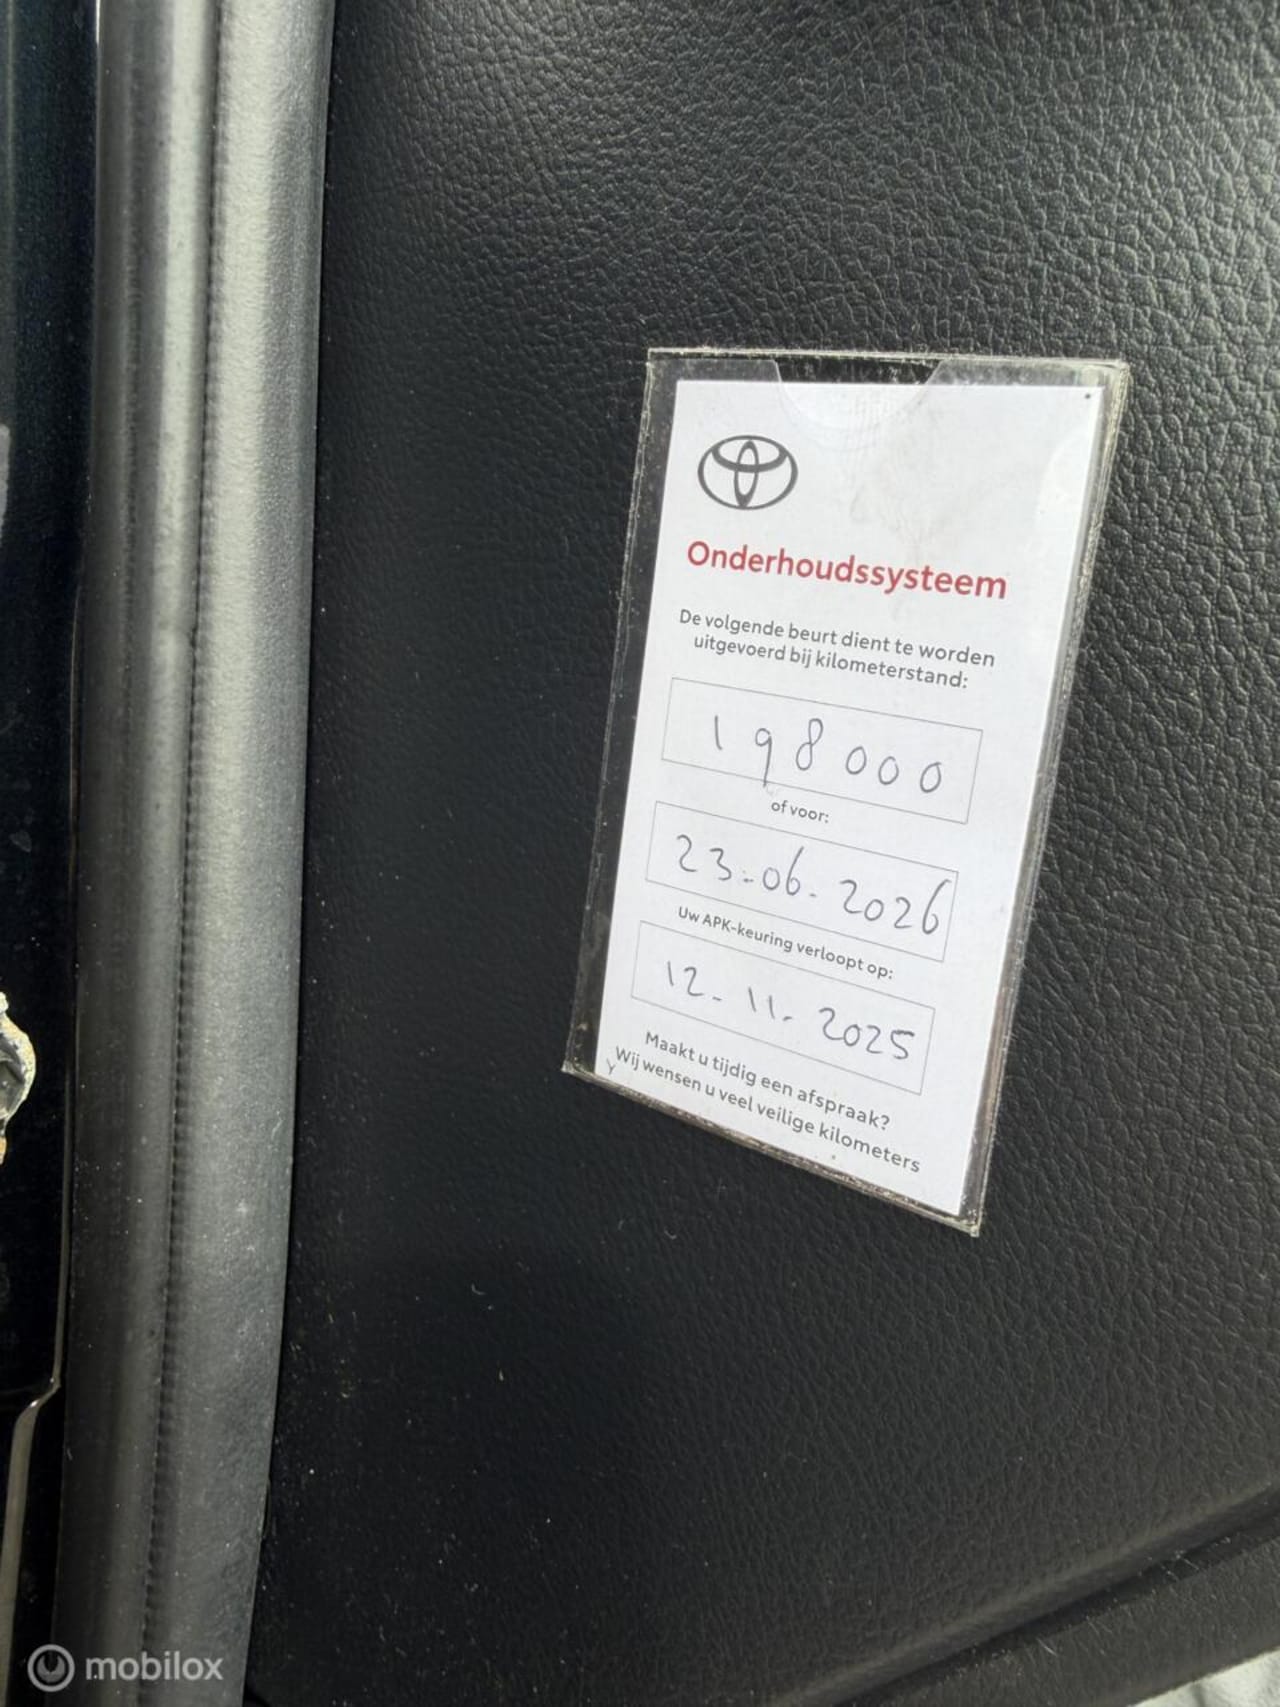 Onderhoudssysteem
De volgende beurt dient te worden
uitgevoerd bij kilometerstand:
198000
of voor:
23-06-2026
Uw APK-keuring verloopt op:
12-11-2025
Maakt u tijdig een afspraak?
Wij wensen u veel veilige kilometers
mobilox